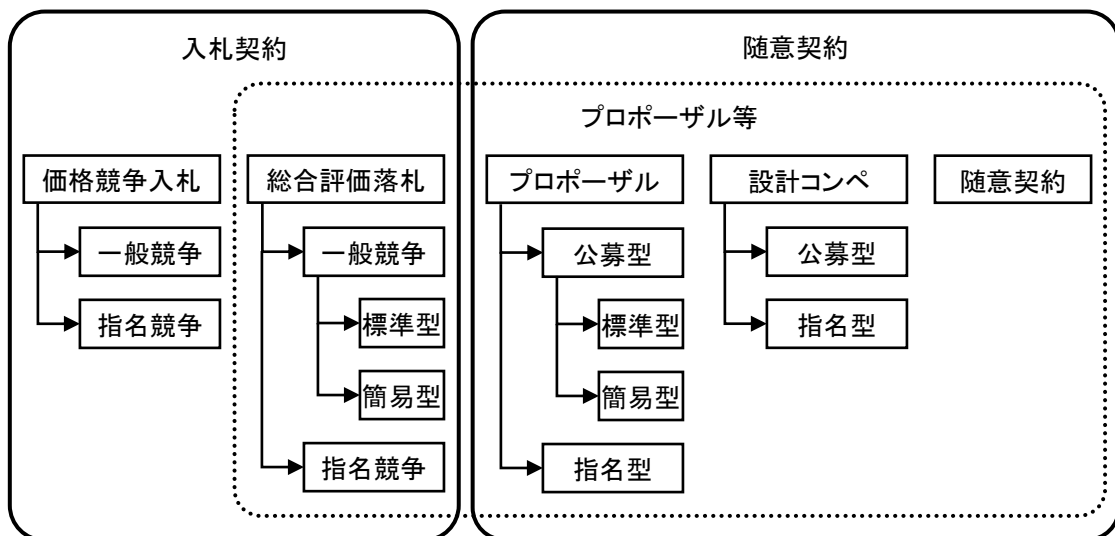 入札契約
随意契約
プロポーザル等
価格競争入札
一般競争
指名競争
総合評価落札
一般競争
標準型
簡易型
指名競争
プロポーザル
公募型
標準型
簡易型
指名型
設計コンペ
公募型
指名型
随意契約